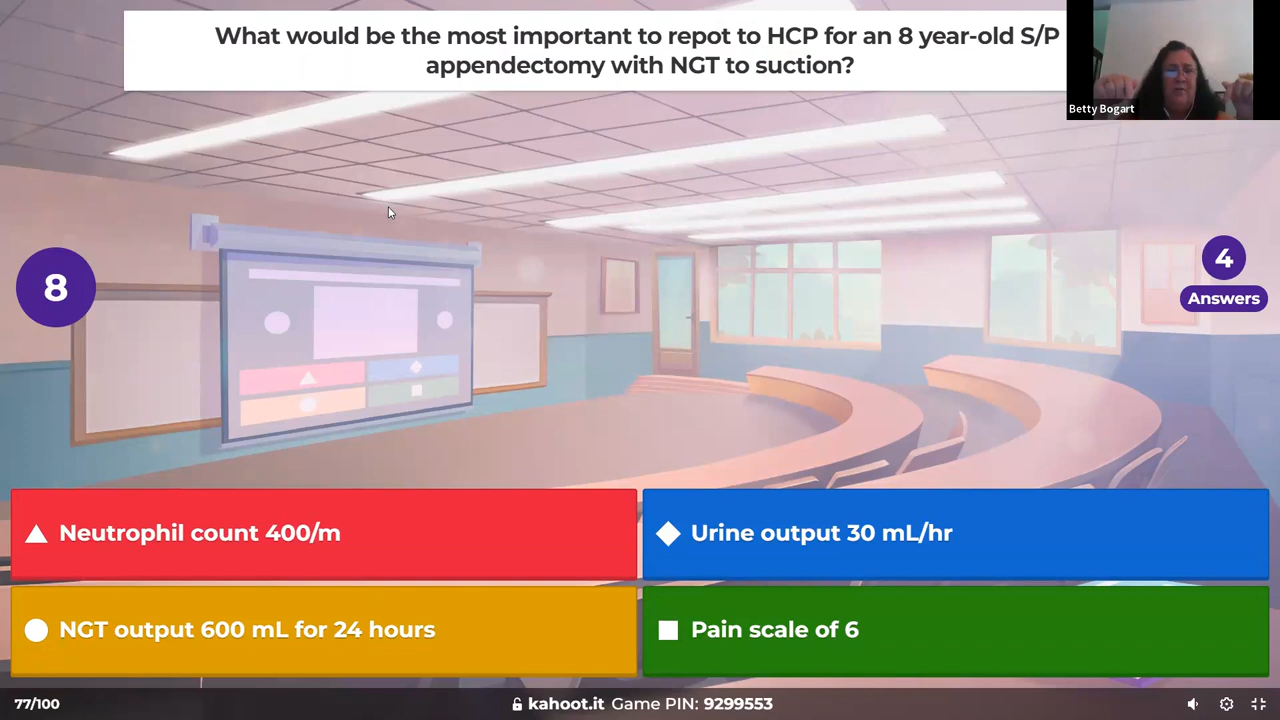 What would be the most important to repot to HCP for an 8 year-old S/P
appendectomy with NGT to suction?
Betty Bogart
8
4
Answers
Neutrophil count 400/m
Urine output 30 mL/hr
NGT output 600 mL for 24 hours
Pain scale of 6
77/100
kahoot.it Game PIN: 9299553